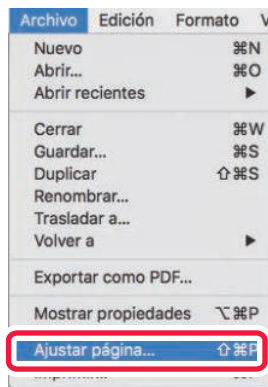 Archivo Edición Formato V
Nuevo ⌘N
Abrir... ⌘O
Abrir recientes ▶
Cerrar ⌘W
Guardar... ⌘S
Duplicar ⇧⌘S
Renombrar...
Trasladar a...
Volver a ▶
Exportar como PDF...
Mostrar propiedades ⌥⌘P
Ajustar página... ⇧⌘P